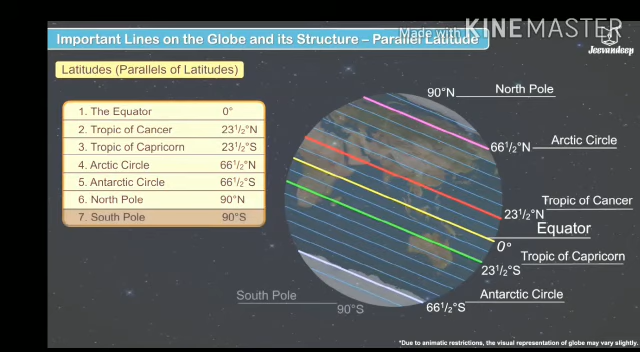 Made with KINEMASTER
Important Lines on the Globe and its Structure – Parallel Latitude
Jeevandeep
Latitudes (Parallels of Latitudes)
1. The Equator 0°
2. Tropic of Cancer 23¹/₂°N
3. Tropic of Capricorn 23¹/₂°S
4. Arctic Circle 66¹/₂°N
5. Antarctic Circle 66¹/₂°S
6. North Pole 90°N
7. South Pole 90°S
90°N North Pole
66¹/₂°N Arctic Circle
23¹/₂°N Tropic of Cancer
0° Equator
23¹/₂°S Tropic of Capricorn
66¹/₂°S Antarctic Circle
South Pole 90°S
*Due to animatic restrictions, the visual representation of globe may vary slightly.